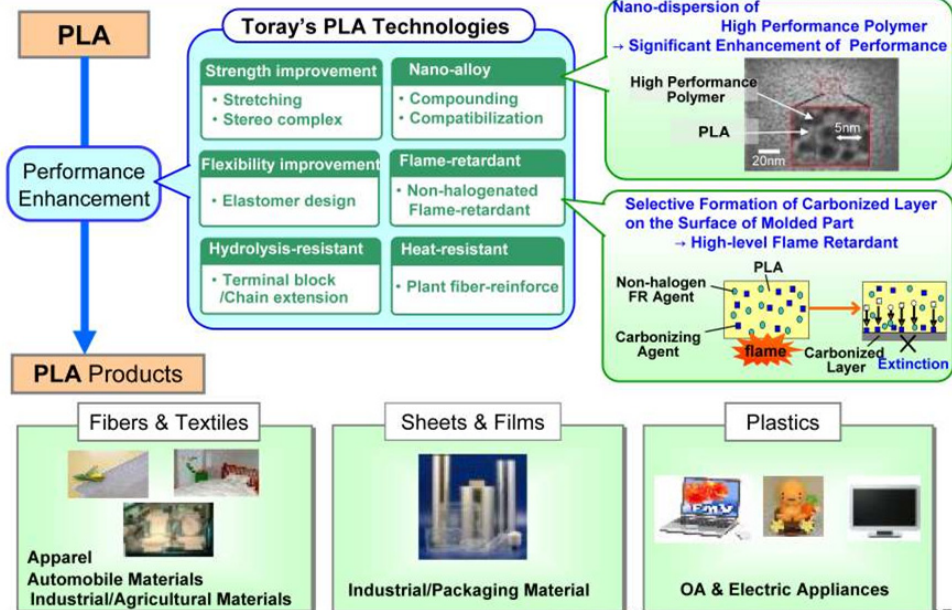 PLA
Performance
Enhancement
PLA Products
Toray's PLA Technologies
Strength improvement
• Stretching
• Stereo complex
Nano-alloy
• Compounding
• Compatibilization
Flexibility improvement
• Elastomer design
Flame-retardant
• Non-halogenated
Flame-retardant
Hydrolysis-resistant
• Terminal block
/Chain extension
Heat-resistant
• Plant fiber-reinforce
Nano-dispersion of
High Performance Polymer
→ Significant Enhancement of Performance
High Performance
Polymer
PLA
5nm
20nm
Selective Formation of Carbonized Layer
on the Surface of Molded Part
→ High-level Flame Retardant
PLA
Non-halogen
FR Agent
Carbonizing
Agent
flame
Carbonized
Layer
Extinction
Fibers & Textiles
Apparel
Automobile Materials
Industrial/Agricultural Materials
Sheets & Films
Industrial/Packaging Material
Plastics
FMV
OA & Electric Appliances